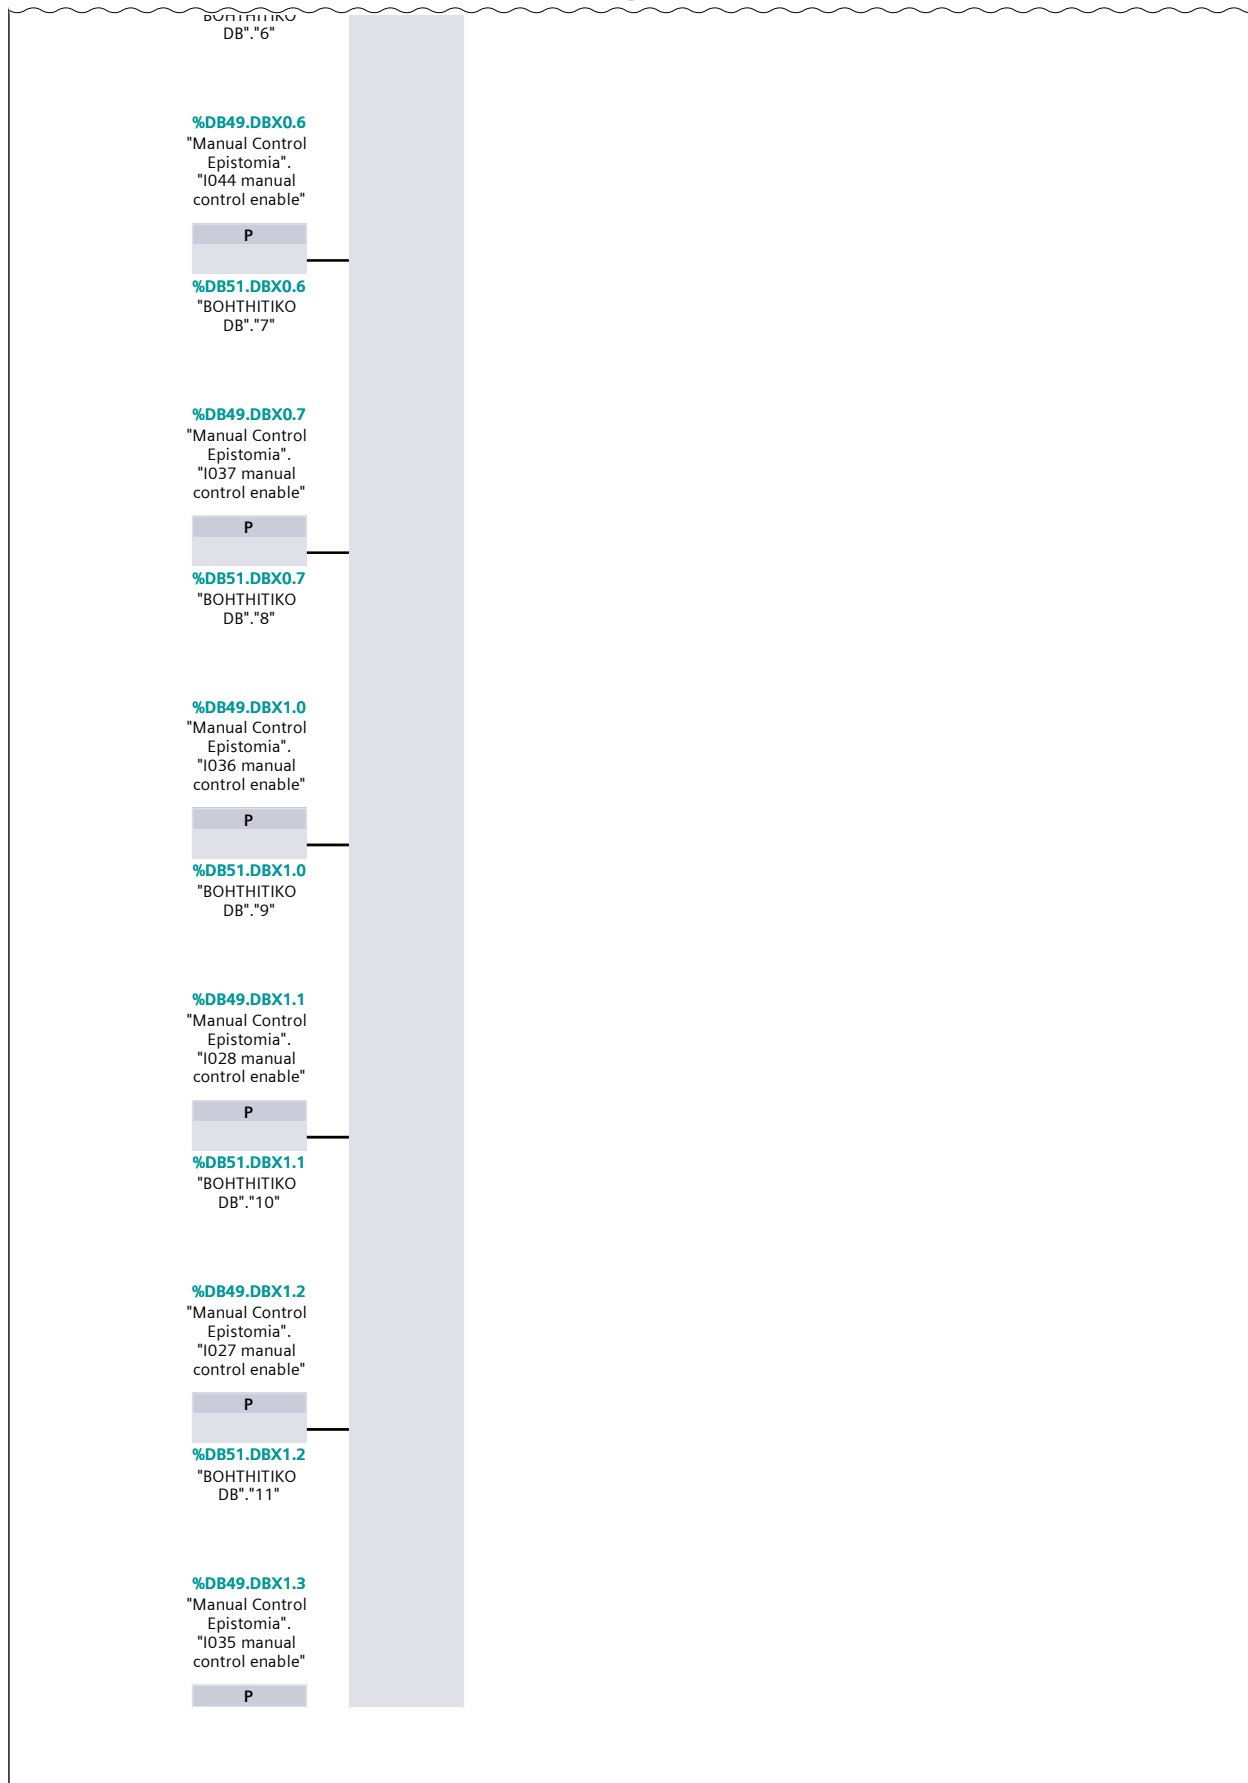 BOHTHITIKO
DB"."6"
%DB49.DBX0.6
"Manual Control
Epistomia".
"I044 manual
control enable"
P
%DB51.DBX0.6
"BOHTHITIKO
DB"."7"
%DB49.DBX0.7
"Manual Control
Epistomia".
"I037 manual
control enable"
P
%DB51.DBX0.7
"BOHTHITIKO
DB"."8"
%DB49.DBX1.0
"Manual Control
Epistomia".
"I036 manual
control enable"
P
%DB51.DBX1.0
"BOHTHITIKO
DB"."9"
%DB49.DBX1.1
"Manual Control
Epistomia".
"I028 manual
control enable"
P
%DB51.DBX1.1
"BOHTHITIKO
DB"."10"
%DB49.DBX1.2
"Manual Control
Epistomia".
"I027 manual
control enable"
P
%DB51.DBX1.2
"BOHTHITIKO
DB"."11"
%DB49.DBX1.3
"Manual Control
Epistomia".
"I035 manual
control enable"
P